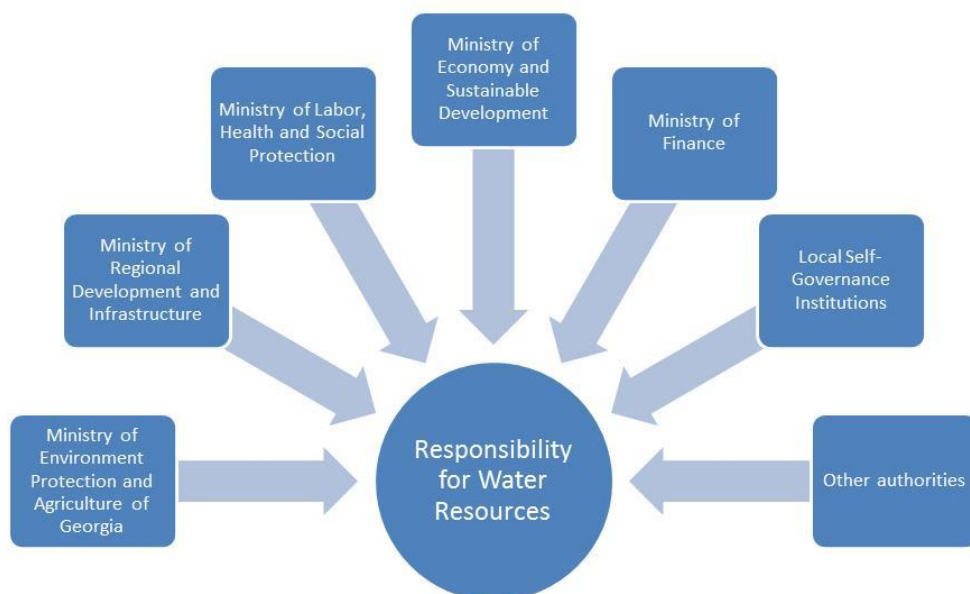 Ministry of
Economy and
Sustainable
Development
Ministry of Labor,
Health and Social
Protection
Ministry of
Finance
Ministry of
Regional
Development and
Infrastructure
Local Self-
Governance
Institutions
Ministry of
Environment
Protection and
Agriculture of
Georgia
Responsibility
for Water
Resources
Other authorities